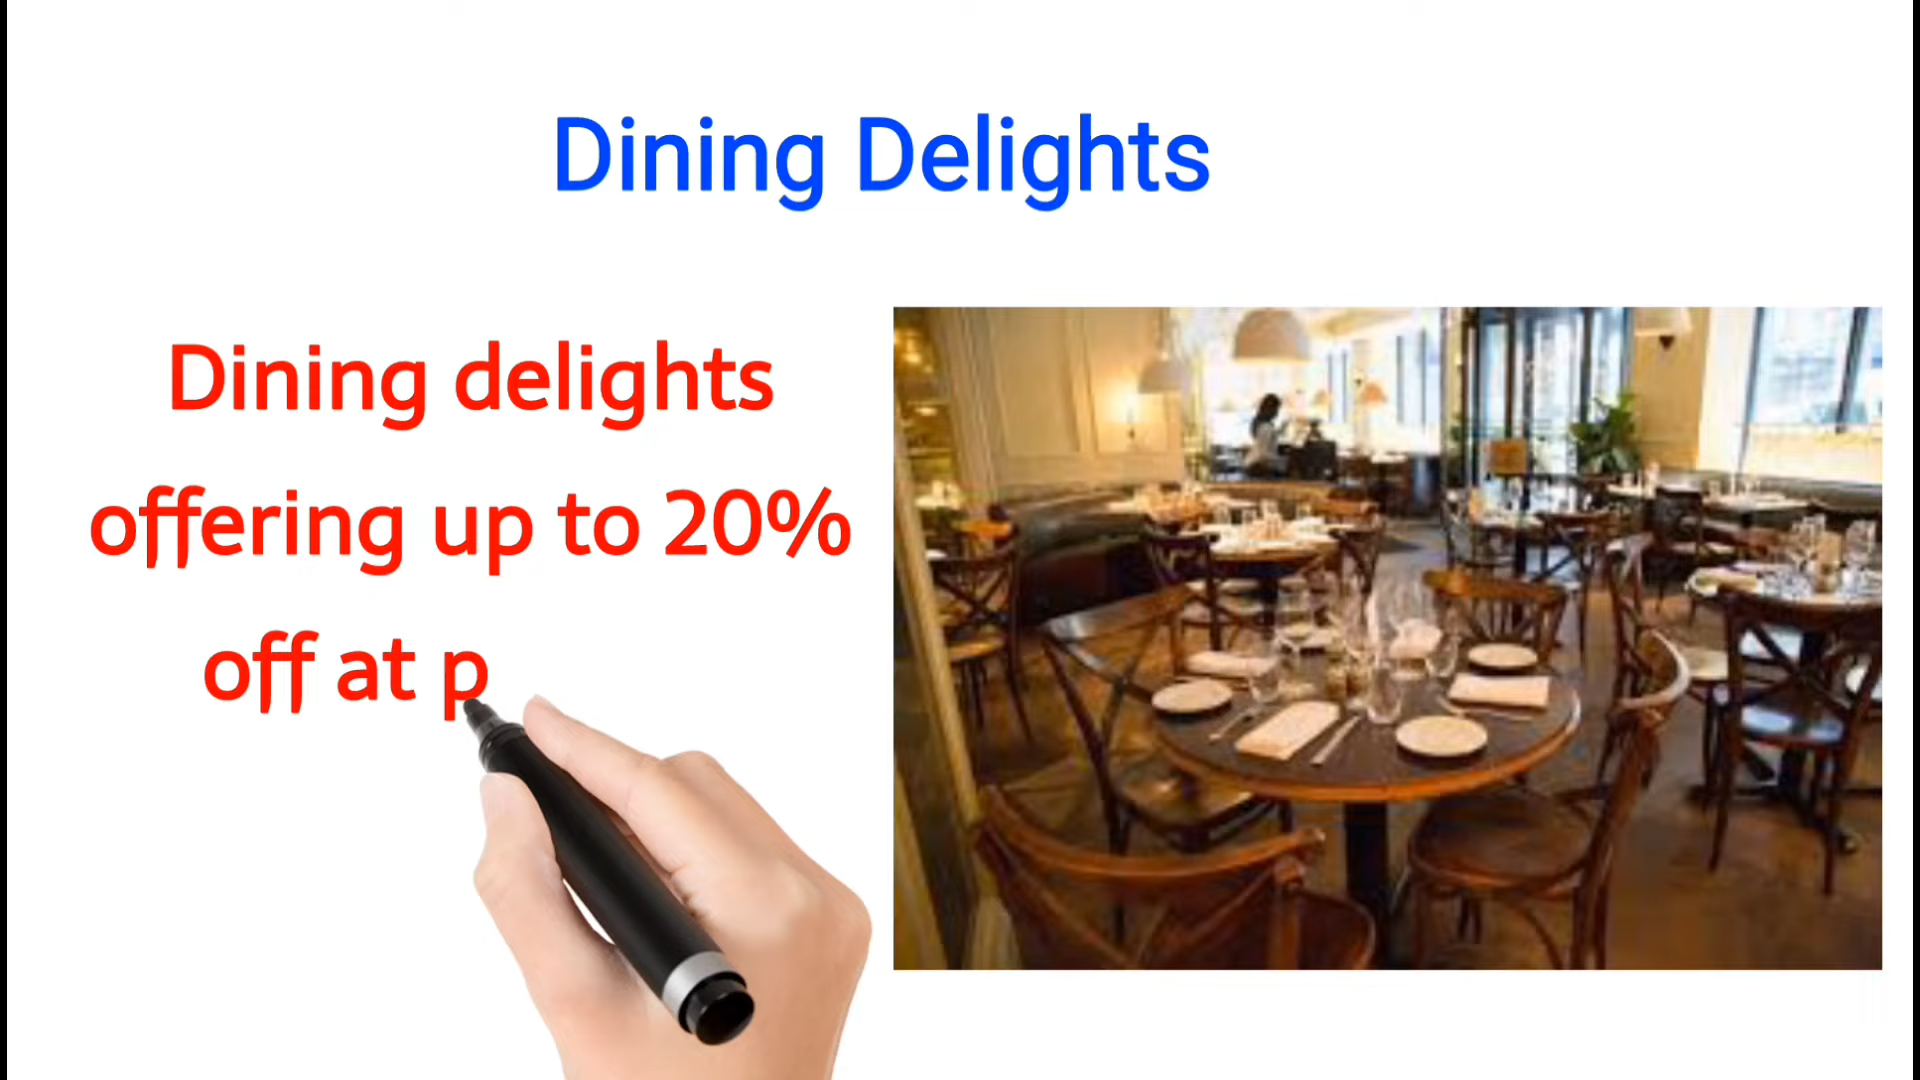 Dining Delights
Dining delights
offering up to 20%
off at p